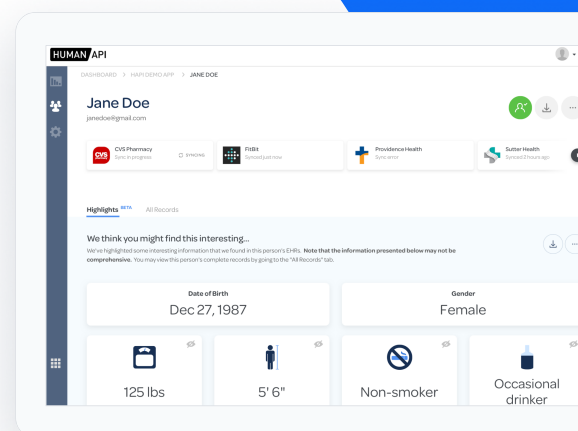 HUMAN API
DASHBOARD > HAPI DEMO APP > JANE DOE
Jane Doe
janedoe@gmail.com
CVS Pharmacy
Sync in progress
SYNCING
CVS
FitBit
Synced just now
Providence Health
Sync error
Sutter Health
Synced 2 hours ago
Highlights BETA All Records
We think you might find this interesting...
We've highlighted some interesting information that we found in this person's EHRs. Note that the information presented below may not be
comprehensive. You may view this person's complete records by going to the "All Records" tab.
Date of Birth
Dec 27, 1987
Gender
Female
125 lbs
5' 6"
Non-smoker
Occasional
drinker